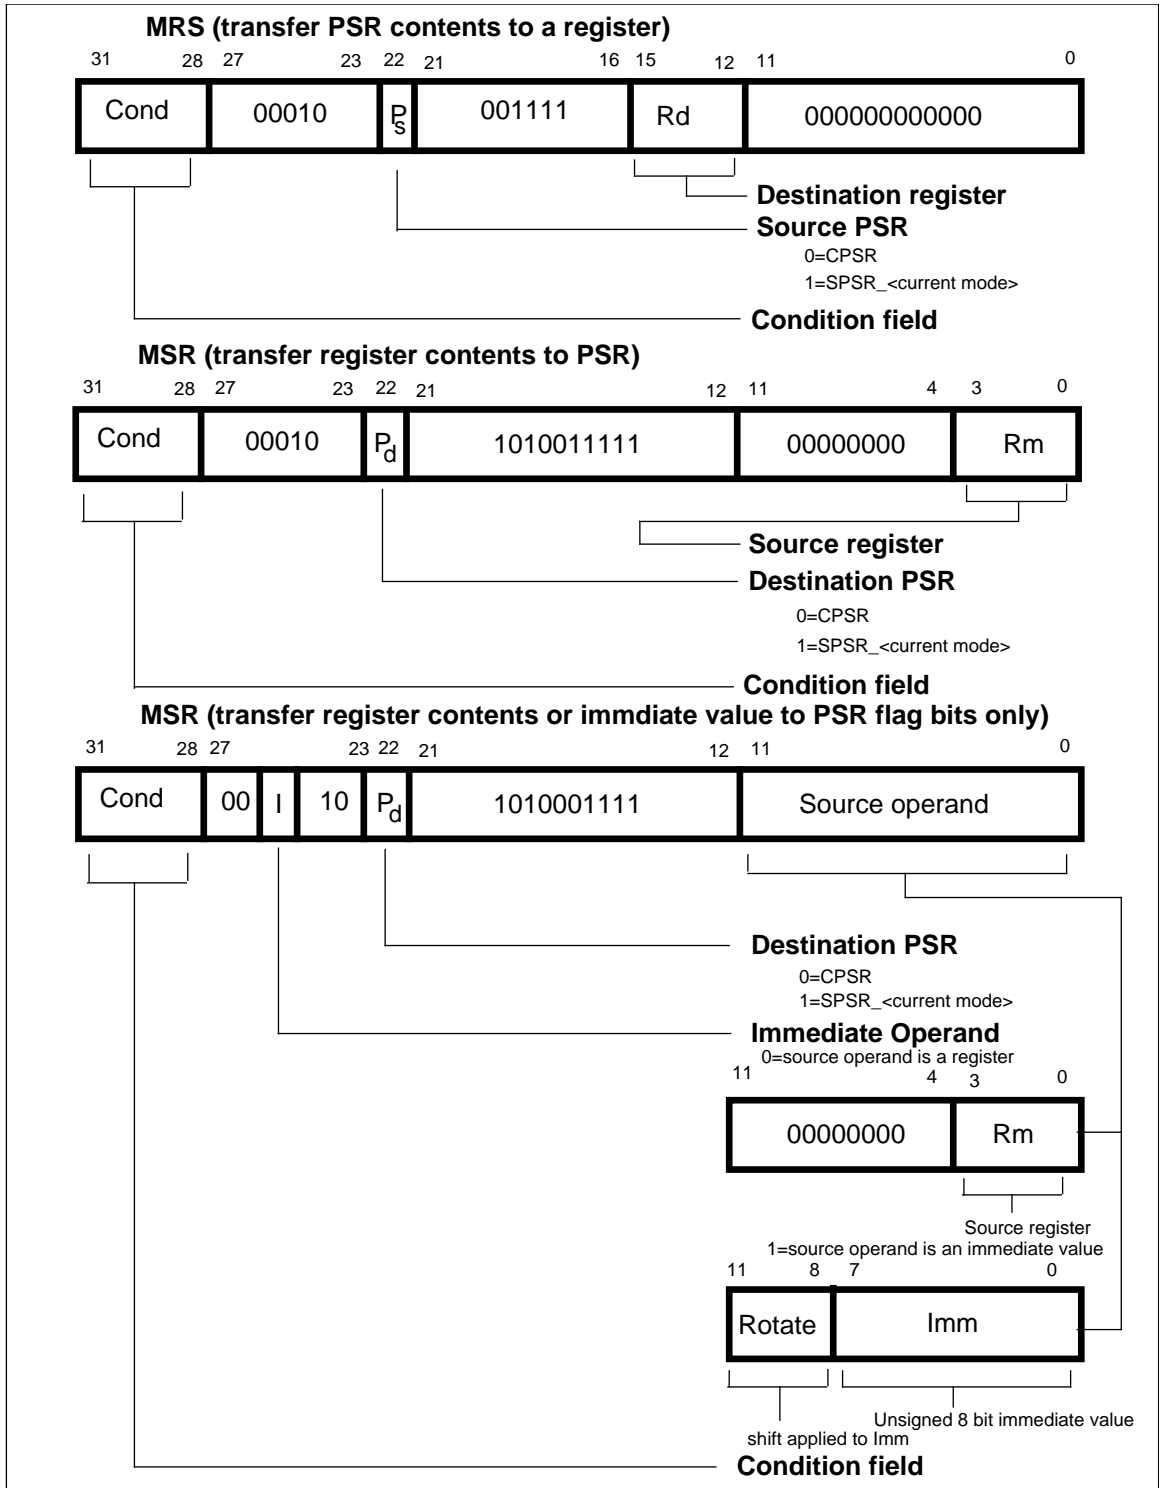 MRS (transfer PSR contents to a register)
31 28 27 23 22 21 16 15 12 11 0
Cond 00010 Ps 001111 Rd 000000000000
Destination register
Source PSR
0=CPSR
1=SPSR_<current mode>
Condition field
MSR (transfer register contents to PSR)
31 28 27 23 22 21 12 11 4 3 0
Cond 00010 Pd 1010011111 00000000 Rm
Source register
Destination PSR
0=CPSR
1=SPSR_<current mode>
Condition field
MSR (transfer register contents or immdiate value to PSR flag bits only)
31 28 27 23 22 21 12 11 0
Cond 00 I 10 Pd 1010001111 Source operand
Destination PSR
0=CPSR
1=SPSR_<current mode>
Immediate Operand
0=source operand is a register
11 4 3 0
00000000 Rm
Source register
1=source operand is an immediate value
11 8 7 0
Rotate Imm
Unsigned 8 bit immediate value
shift applied to Imm
Condition field